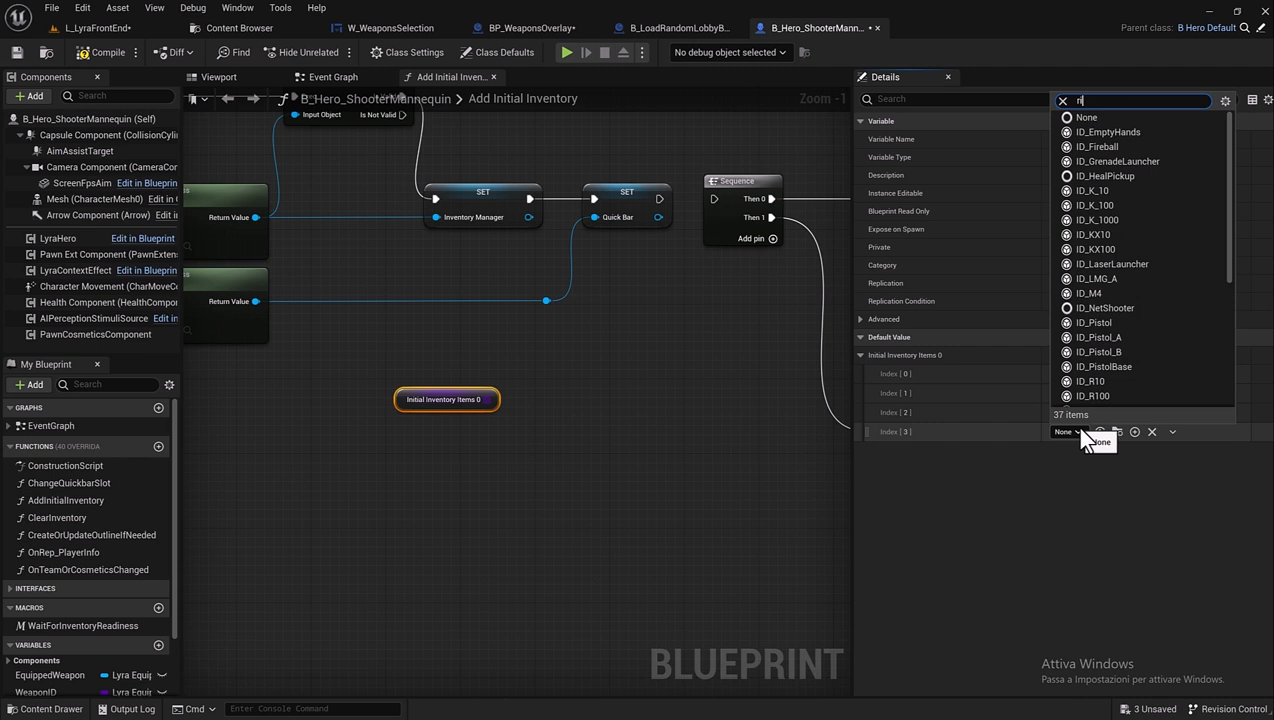 File Edit Asset View Debug Window Tools Help
L_LyraFrontEnd•
Content Browser
W_WeaponsSelection
BP_WeaponsOverlay•
B_LoadRandomLobbyB...
B_Hero_ShooterMann... •
Parent class: B Hero Default
Compile
Diff
Find
Hide Unrelated
Class Settings
Class Defaults
No debug object selected
Components
Add
Search
B_Hero_ShooterMannequin (Self)
Capsule Component (CollisionCylin
AimAssistTarget
Camera Component (CameraCor
ScreenFpsAim Edit in Blueprint
Mesh (CharacterMesh0) Edit in C
Arrow Component (Arrow) Edit in
LyraHero Edit in Blueprint
Pawn Ext Component (PawnExten
LyraContextEffect Edit in Blueprint
Character Movement (CharMoveC
Health Component (HealthCompor
AIPerceptionStimuliSource Edit in
PawnCosmeticsComponent
My Blueprint
Add
Search
GRAPHS
EventGraph
FUNCTIONS (40 OVERRIDA
ConstructionScript
ChangeQuickbarSlot
AddInitialInventory
ClearInventory
CreateOrUpdateOutlineIfNeeded
OnRep_PlayerInfo
OnTeamOrCosmeticsChanged
INTERFACES
MACROS
WaitForInventoryReadiness
VARIABLES
Components
EquippedWeapon Lyra Equip
WeaponID Lyra Equip
Viewport
Event Graph
Add Initial Inven...
B_Hero_ShooterMannequin > Add Initial Inventory
Zoom -1
Input Object
Is Not Valid
Return Value
Return Value
SET
Inventory Manager
SET
Quick Bar
Sequence
Then 0
Then 1
Add pin
Initial Inventory Items 0
BLUEPRINT
Details
Search
Variable
Variable Name
Variable Type
Description
Instance Editable
Blueprint Read Only
Expose on Spawn
Private
Category
Replication
Replication Condition
Advanced
Default Value
Initial Inventory Items 0
Index [ 0 ]
Index [ 1 ]
Index [ 2 ]
Index [ 3 ]
ri
None
ID_EmptyHands
ID_Fireball
ID_GrenadeLauncher
ID_HealPickup
ID_K_10
ID_K_100
ID_K_1000
ID_KX10
ID_KX100
ID_LaserLauncher
ID_LMG_A
ID_M4
ID_NetShooter
ID_Pistol
ID_Pistol_A
ID_Pistol_B
ID_PistolBase
ID_R10
ID_R100
37 items
None
None
Attiva Windows
Passa a Impostazioni per attivare Windows.
Content Drawer
Output Log
Cmd
Enter Console Command
3 Unsaved
Revision Control